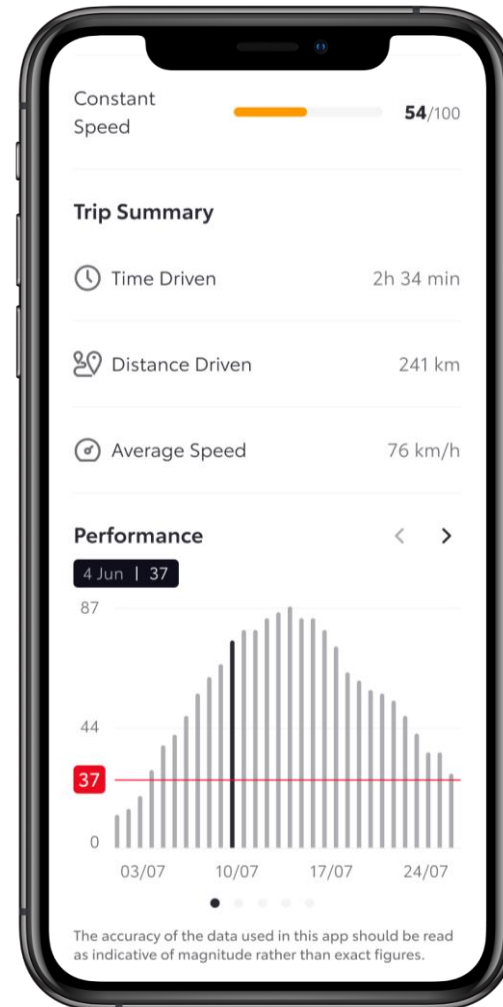 Constant
Speed
54/100
Trip Summary
Time Driven 2h 34 min
Distance Driven 241 km
Average Speed 76 km/h
Performance
4 Jun | 37
87
44
37
0
03/07 10/07 17/07 24/07
The accuracy of the data used in this app should be read
as indicative of magnitude rather than exact figures.